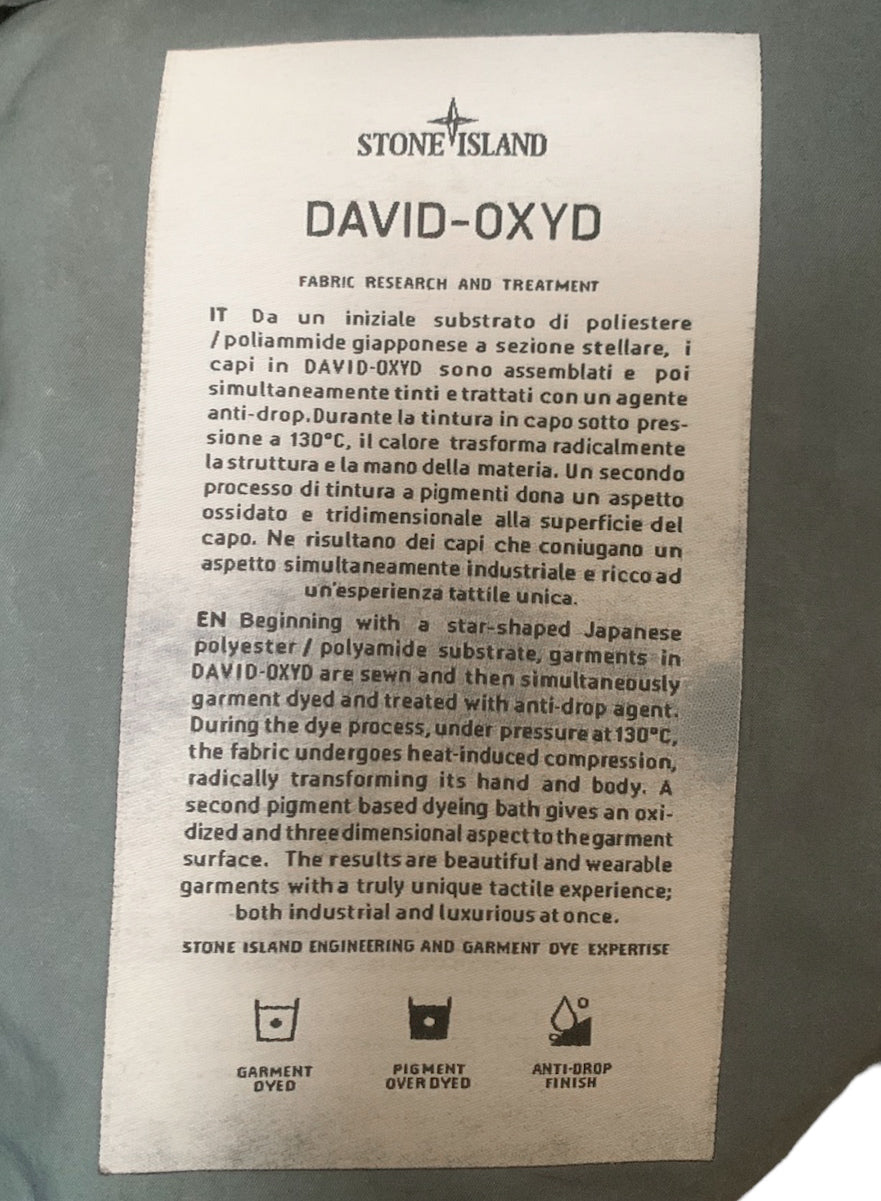 STONE ISLAND
DAVID-OXYD
FABRIC RESEARCH AND TREATMENT
IT Da un iniziale substrato di poliestere
/ poliammide giapponese a sezione stellare, i
capi in DAVID-OXYD sono assemblati e poi
simultaneamente tinti e trattati con un agente
anti-drop. Durante la tintura in capo sotto pres-
sione a 130°C, il calore trasforma radicalmente
la struttura e la mano della materia. Un secondo
processo di tintura a pigmenti dona un aspetto
ossidato e tridimensionale alla superficie del
capo. Ne risultano dei capi che coniugano un
aspetto simultaneamente industriale e ricco ad
un'esperienza tattile unica.
EN Beginning with a star-shaped Japanese
polyester / polyamide substrate, garments in
DAVID-OXYD are sewn and then simultaneously
garment dyed and treated with anti-drop agent.
During the dye process, under pressure at 130°C,
the fabric undergoes heat-induced compression,
radically transforming its hand and body. A
second pigment based dyeing bath gives an oxi-
dized and three dimensional aspect to the garment
surface. The results are beautiful and wearable
garments with a truly unique tactile experience;
both industrial and luxurious at once.
STONE ISLAND ENGINEERING AND GARMENT DYE EXPERTISE
GARMENT DYED
PIGMENT OVER DYED
ANTI-DROP FINISH